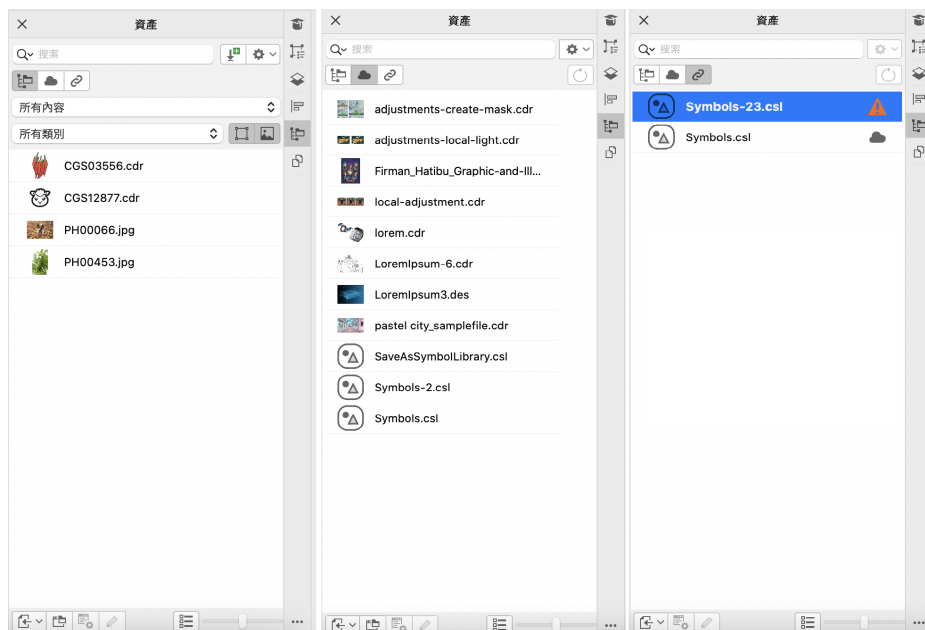 資產
搜索
所有內容
所有類別
CGS03556.cdr
CGS12877.cdr
PH00066.jpg
PH00453.jpg
資產
搜索
adjustments-create-mask.cdr
adjustments-local-light.cdr
Firman_Hatibu_Graphic-and-Ill...
local-adjustment.cdr
lorem.cdr
LoremIpsum-6.cdr
LoremIpsum3.des
pastel city_samplefile.cdr
SaveAsSymbolLibrary.csl
Symbols-2.csl
Symbols.csl
資產
搜索
Symbols-23.csl
Symbols.csl